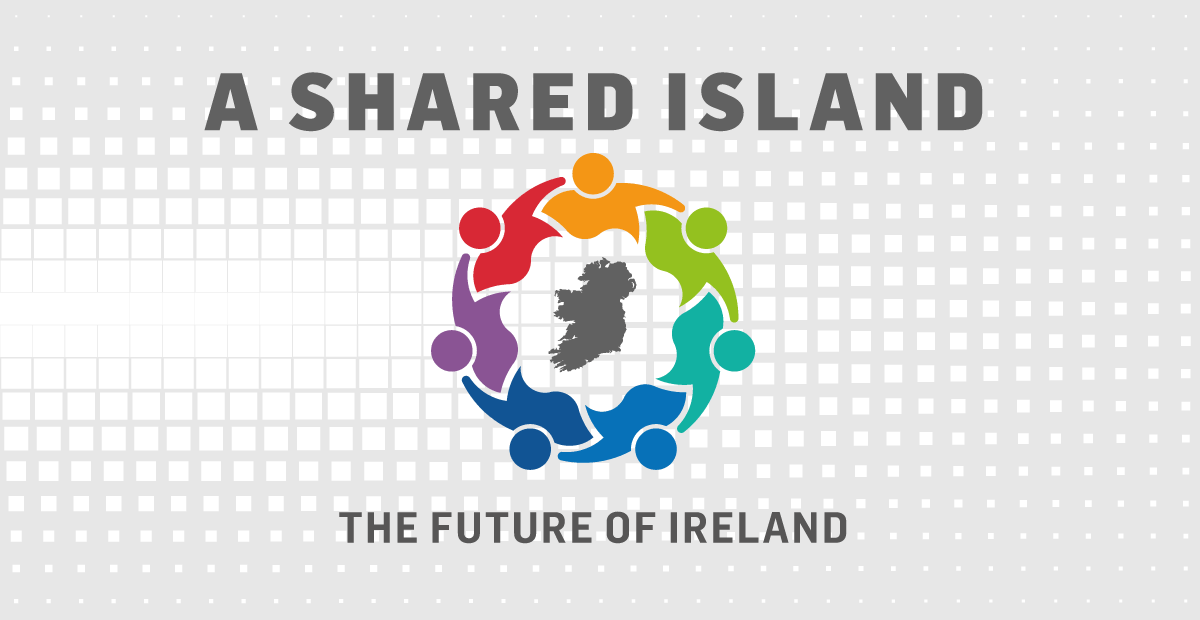 A SHARED ISLAND
THE FUTURE OF IRELAND